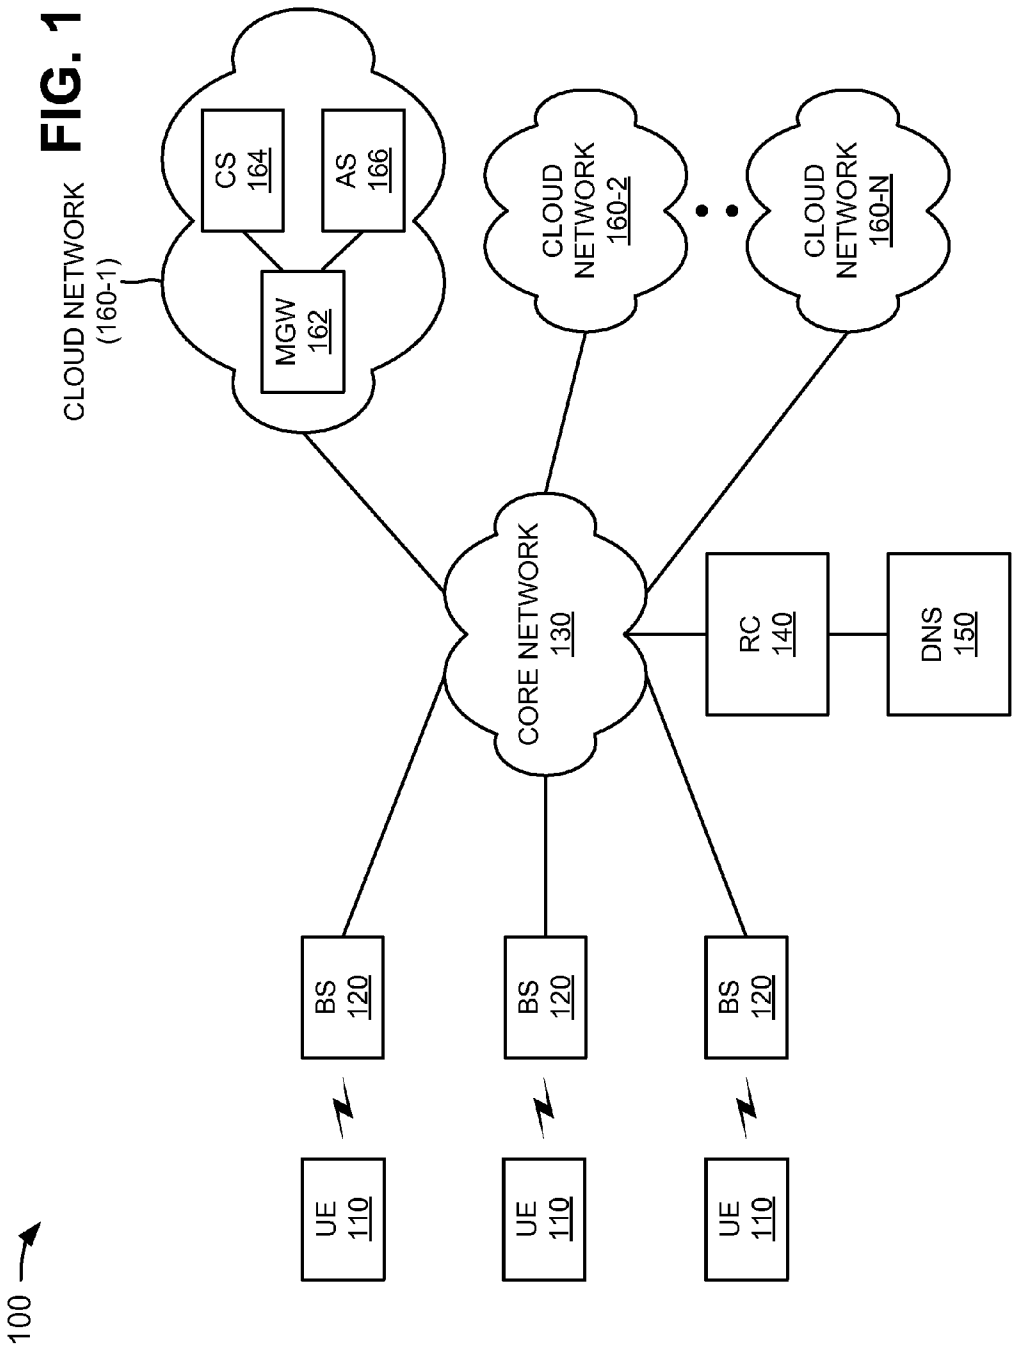 100
FIG. 1
CLOUD NETWORK
(160-1)
CS
164
MGW
162
AS
166
UE
110
BS
120
UE
110
BS
120
UE
110
BS
120
CORE NETWORK
130
CLOUD
NETWORK
160-2
CLOUD
NETWORK
160-N
RC
140
DNS
150